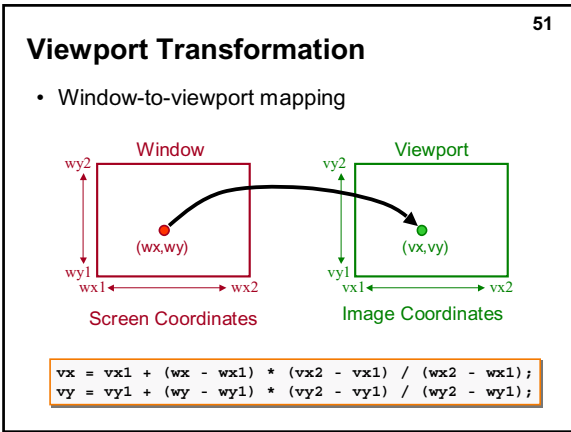 51
Viewport Transformation
• Window-to-viewport mapping
Window
Viewport
wy2
vy2
(wx,wy)
(vx,vy)
wy1
vy1
wx1
wx2
vx1
vx2
Screen Coordinates
Image Coordinates
vx = vx1 + (wx - wx1) * (vx2 - vx1) / (wx2 - wx1);
vy = vy1 + (wy - wy1) * (vy2 - vy1) / (wy2 - wy1);